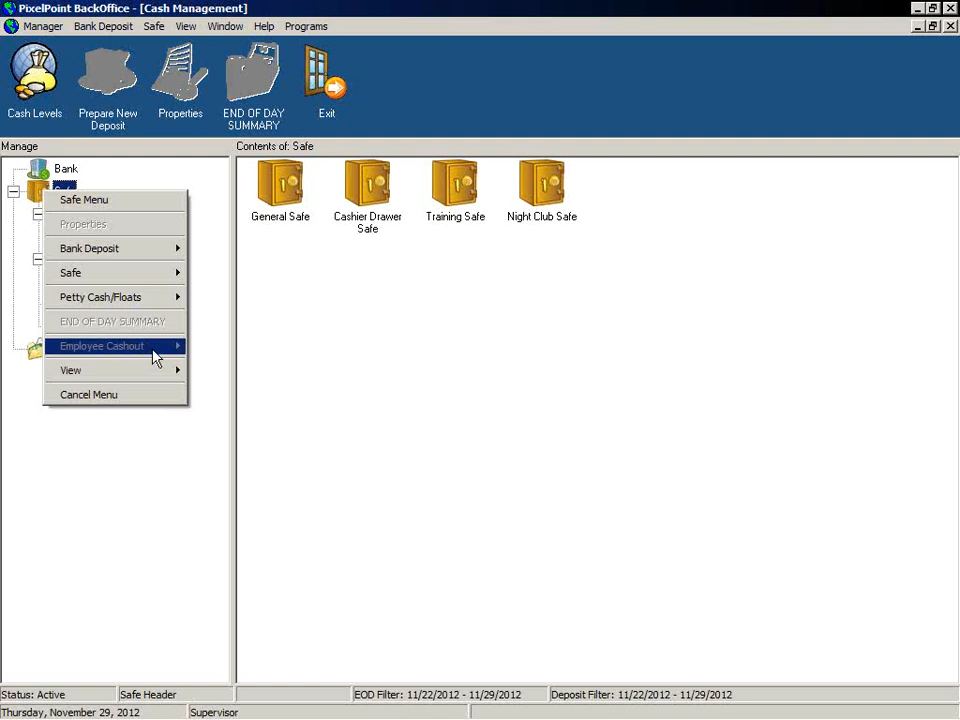 PixelPoint BackOffice - [Cash Management]
Manager Bank Deposit Safe View Window Help Programs
Cash Levels
Prepare New
Deposit
Properties
END OF DAY
SUMMARY
Exit
Manage
Contents of: Safe
Bank
Safe Menu
Properties
Bank Deposit
Safe
Petty Cash/Floats
END OF DAY SUMMARY
Employee Cashout
View
Cancel Menu
General Safe
Cashier Drawer
Safe
Training Safe
Night Club Safe
Status: Active
Safe Header
EOD Filter: 11/22/2012 - 11/29/2012
Deposit Filter: 11/22/2012 - 11/29/2012
Thursday, November 29, 2012
Supervisor